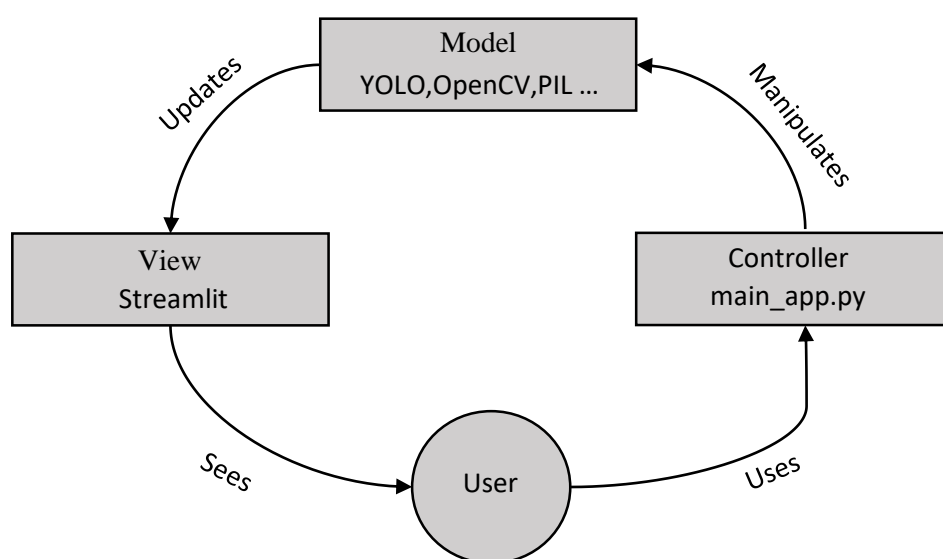 Model
YOLO,OpenCV,PIL ...
Updates
Manipulates
View
Streamlit
Controller
main_app.py
Sees
User
Uses